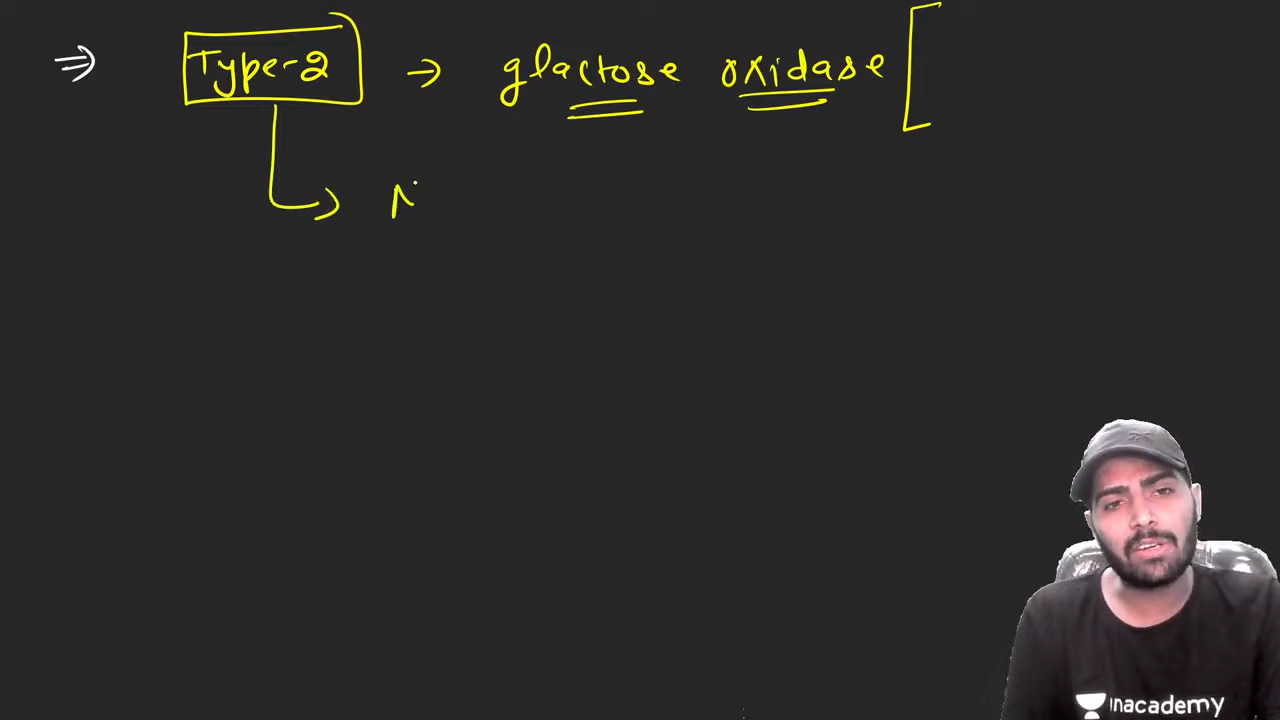 ⇒ Type-2 → glactose oxidase [
N
unacademy